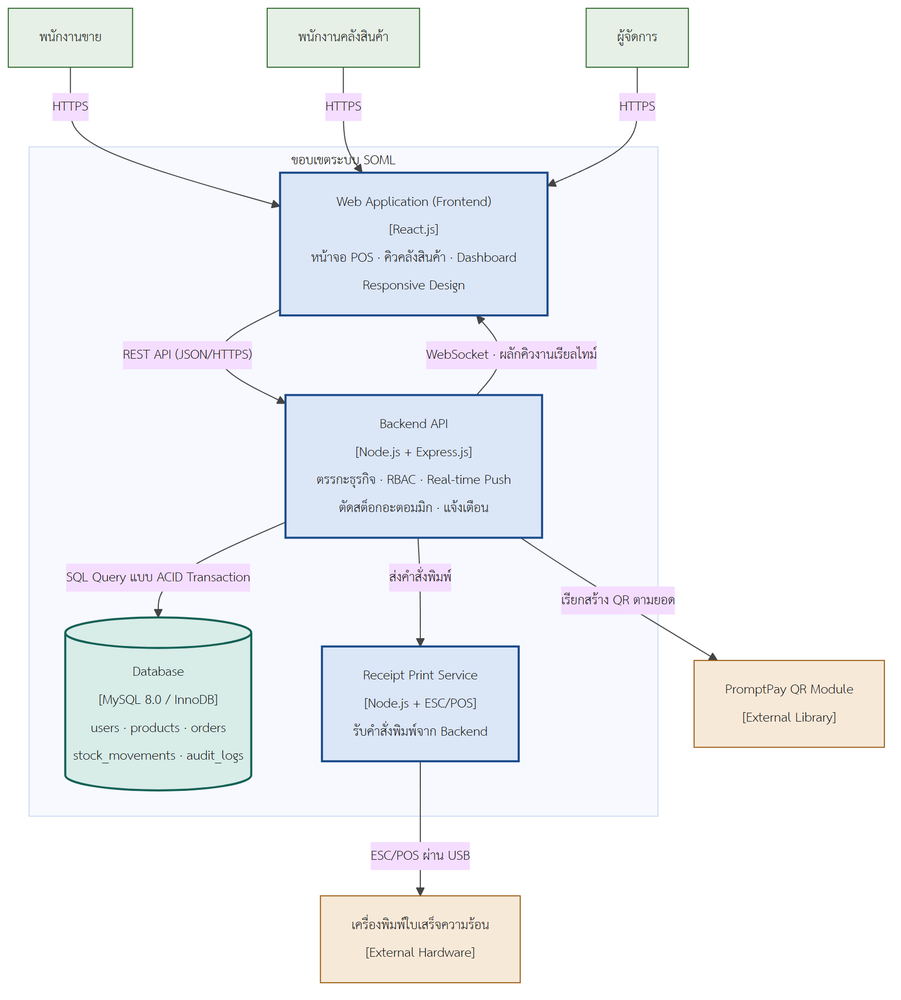 พนักงานขาย
พนักงานคลังสินค้า
ผู้จัดการ
HTTPS
HTTPS
HTTPS
ขอบเขตระบบ SOML
Web Application (Frontend)
[React.js]
หน้าจอ POS · คิวคลังสินค้า · Dashboard
Responsive Design
REST API (JSON/HTTPS)
WebSocket · ผลักคิวงานเรียลไทม์
Backend API
[Node.js + Express.js]
ตรรกะธุรกิจ · RBAC · Real-time Push
ตัดสต็อกอะตอมมิก · แจ้งเตือน
SQL Query แบบ ACID Transaction
ส่งคำสั่งพิมพ์
เรียกสร้าง QR ตามยอด
Database
[MySQL 8.0 / InnoDB]
users · products · orders
stock_movements · audit_logs
Receipt Print Service
[Node.js + ESC/POS]
รับคำสั่งพิมพ์จาก Backend
PromptPay QR Module
[External Library]
ESC/POS ผ่าน USB
เครื่องพิมพ์ใบเสร็จความร้อน
[External Hardware]